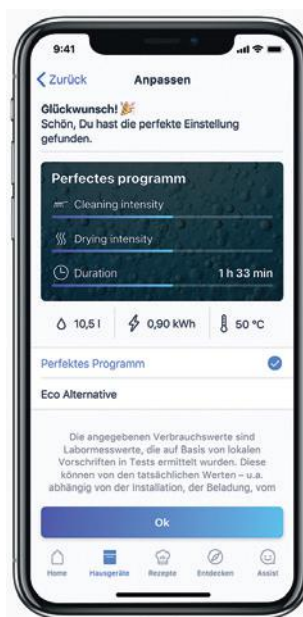 9:41
Zurück
Anpassen
Glückwunsch! 🎉
Schön, Du hast die perfekte Einstellung
gefunden.
Perfectes programm
Cleaning intensity
Drying intensity
Duration 1 h 33 min
10,5 l 0,90 kWh 50 °C
Perfektes Programm
Eco Alternative
Die angegebenen Verbrauchswerte sind
Labormesswerte, die auf Basis von lokalen
Vorschriften in Tests ermittelt wurden. Diese
können von den tatsächlichen Werten – u.a.
abhängig von der Installation, der Beladung, vom
Ok
Home Hausgeräte Rezepte Entdecken Assist